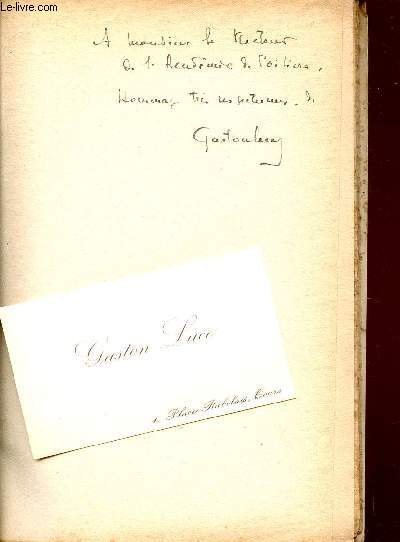 © Le-livre.com
A Monsieur le Recteur
de l'Académie de Poitiers,
Hommage très respectueux de
Gaston Luce
Gaston Luce
1, Place Rabelais, Tours